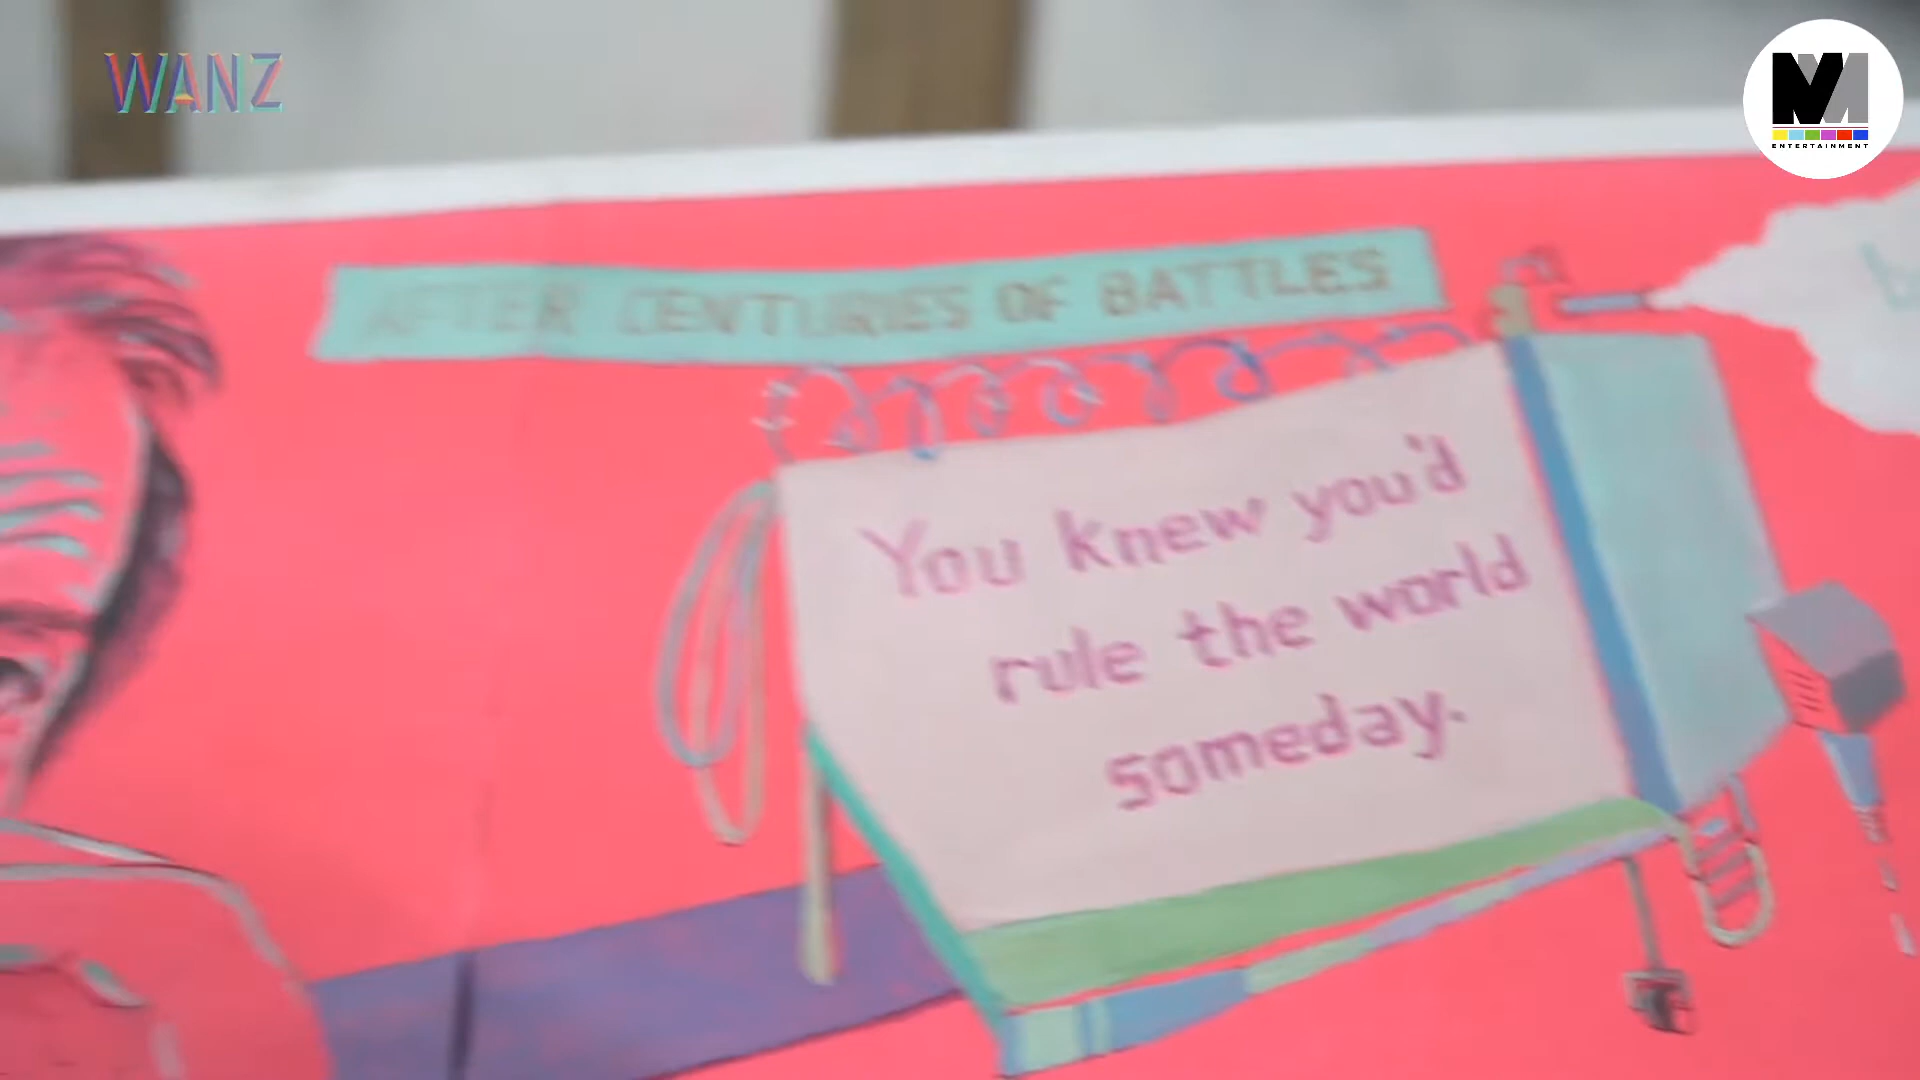 WANZ
ENTERTAINMENT
AFTER CENTURIES OF BATTLES
You knew you'd
rule the world
someday.